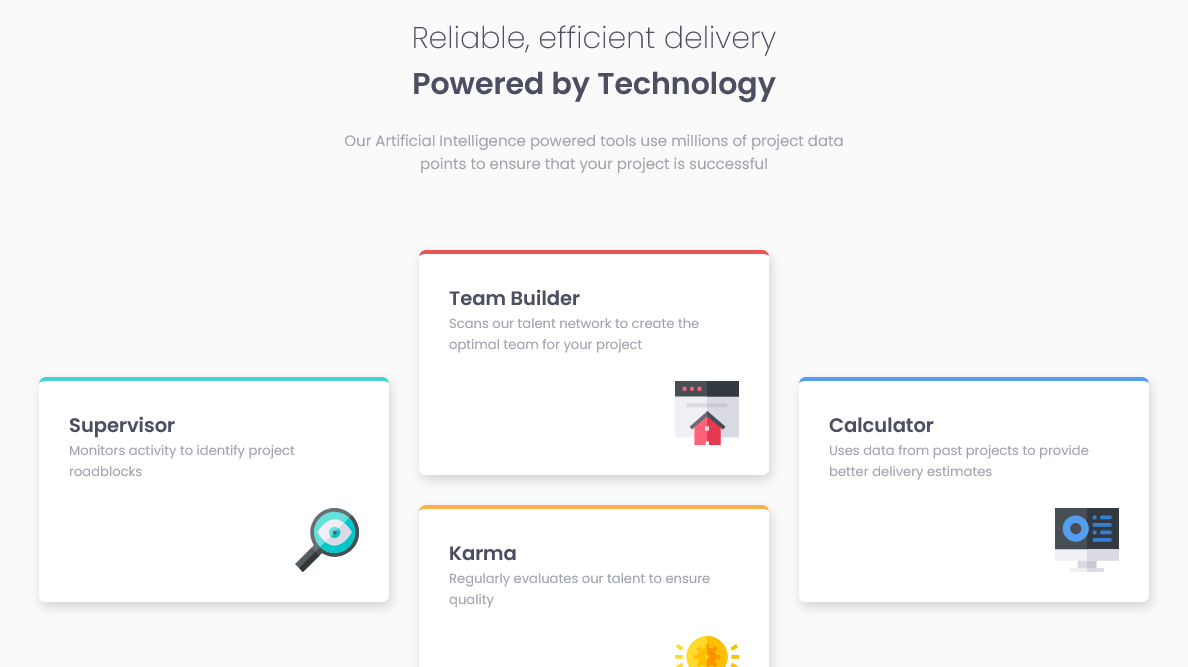 Reliable, efficient delivery
Powered by Technology
Our Artificial Intelligence powered tools use millions of project data
points to ensure that your project is successful
Team Builder
Scans our talent network to create the
optimal team for your project
Supervisor
Monitors activity to identify project
roadblocks
Calculator
Uses data from past projects to provide
better delivery estimates
Karma
Regularly evaluates our talent to ensure
quality